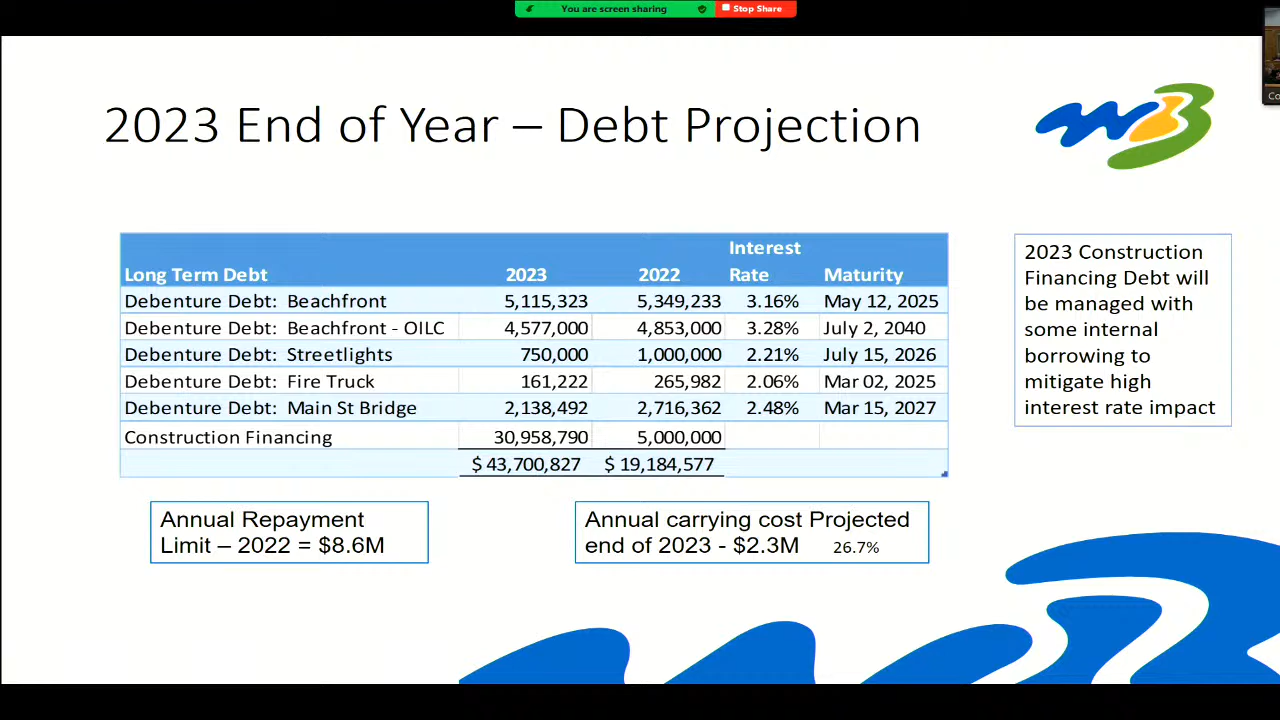 You are screen sharing Stop Share
Co
2023 End of Year – Debt Projection
Interest
Long Term Debt 2023 2022 Rate Maturity
Debenture Debt: Beachfront 5,115,323 5,349,233 3.16% May 12, 2025
Debenture Debt: Beachfront - OILC 4,577,000 4,853,000 3.28% July 2, 2040
Debenture Debt: Streetlights 750,000 1,000,000 2.21% July 15, 2026
Debenture Debt: Fire Truck 161,222 265,982 2.06% Mar 02, 2025
Debenture Debt: Main St Bridge 2,138,492 2,716,362 2.48% Mar 15, 2027
Construction Financing 30,958,790 5,000,000
$ 43,700,827 $ 19,184,577
2023 Construction
Financing Debt will
be managed with
some internal
borrowing to
mitigate high
interest rate impact
Annual Repayment
Limit – 2022 = $8.6M
Annual carrying cost Projected
end of 2023 - $2.3M 26.7%